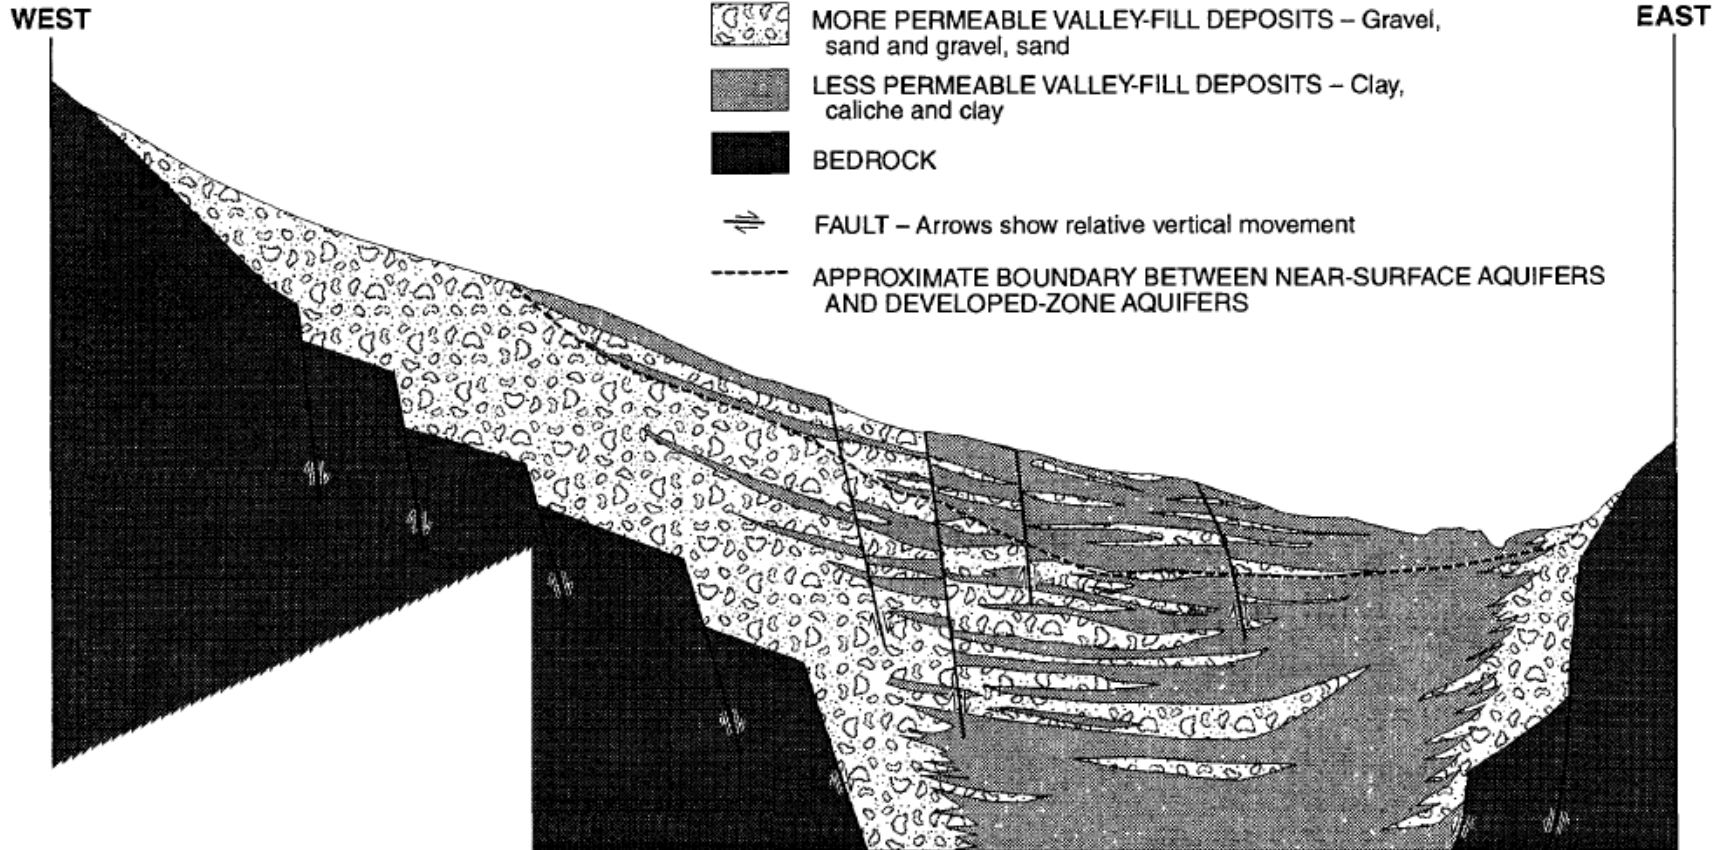 WEST
EAST
MORE PERMEABLE VALLEY-FILL DEPOSITS – Gravel,
sand and gravel, sand
LESS PERMEABLE VALLEY-FILL DEPOSITS – Clay,
caliche and clay
BEDROCK
FAULT – Arrows show relative vertical movement
APPROXIMATE BOUNDARY BETWEEN NEAR-SURFACE AQUIFERS
AND DEVELOPED-ZONE AQUIFERS